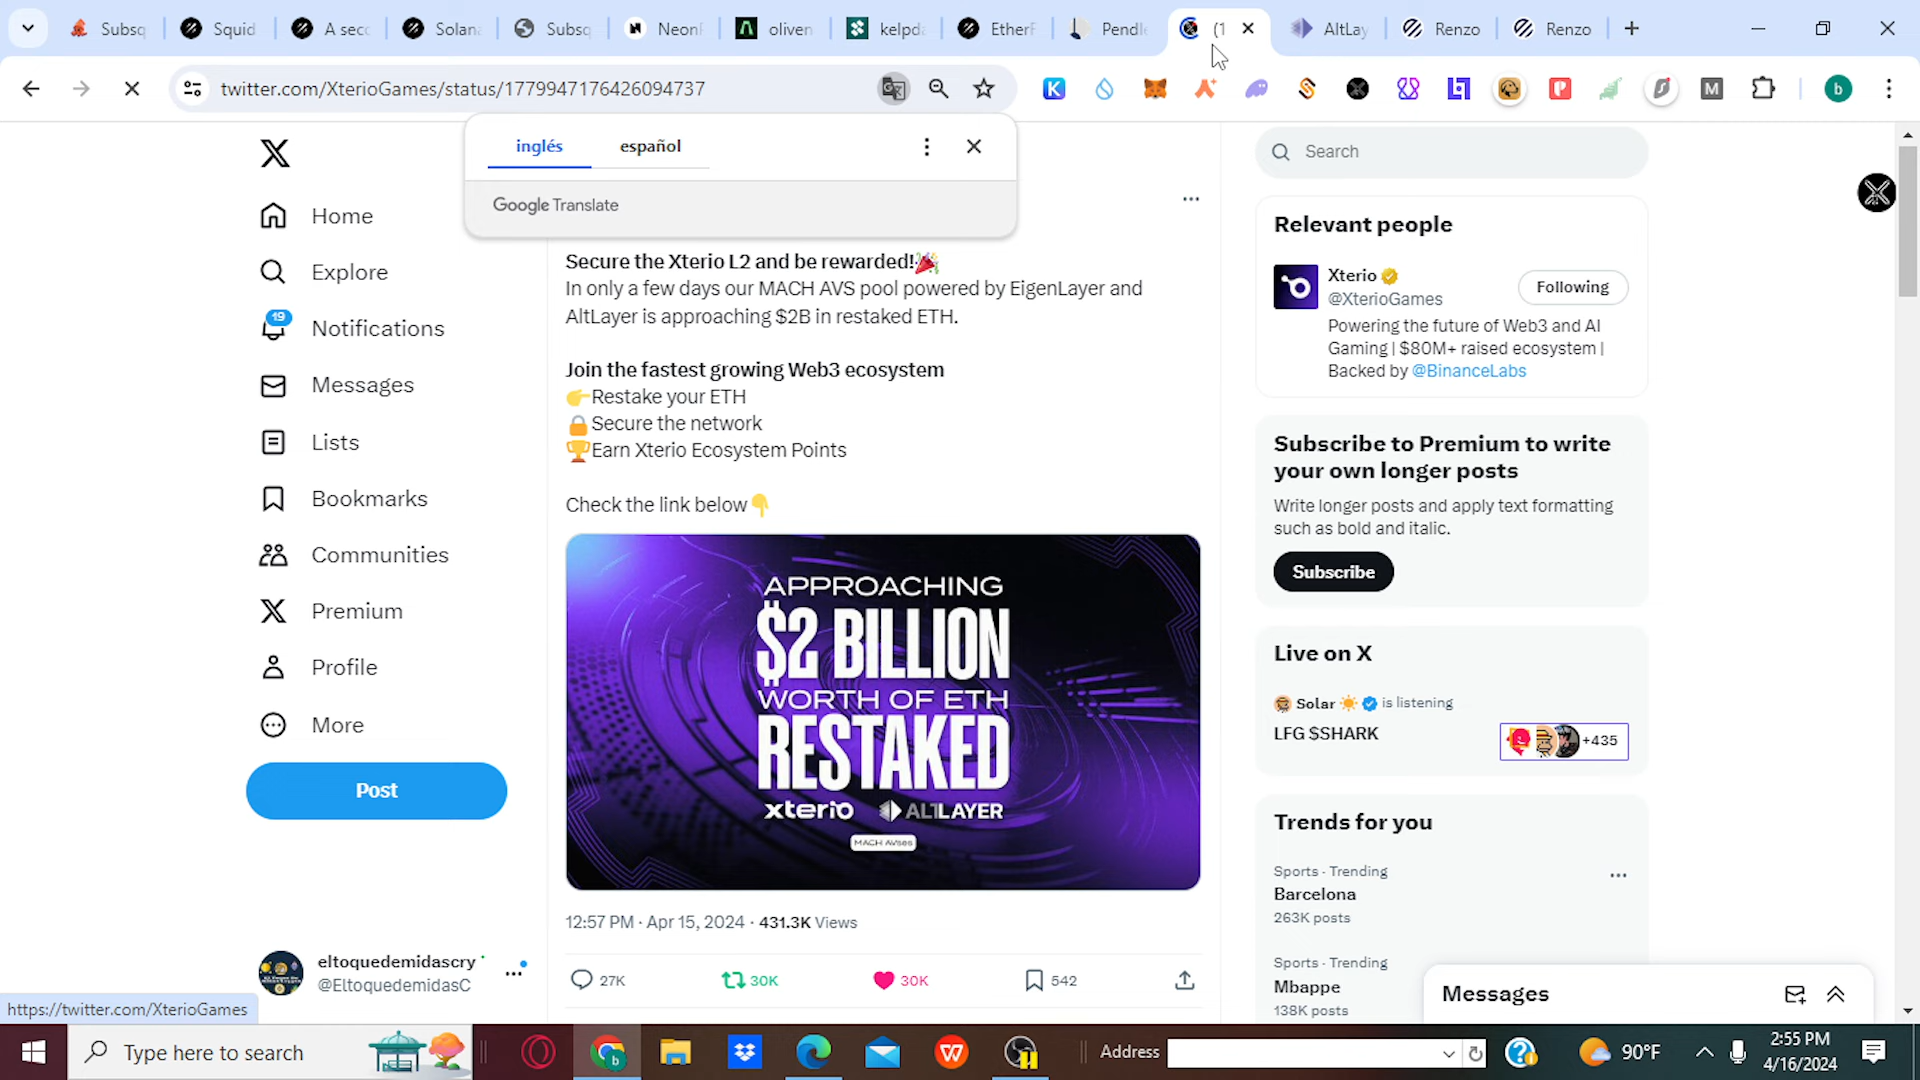 Subsq
Squid
A seco
Solana
Subsq
NeonF
oliven
kelpda
EtherF
Pendle
(1
AltLay
Renzo
Renzo
twitter.com/XterioGames/status/1779947176426094737
inglés
español
Google Translate
Home
Explore
19
Notifications
Messages
Lists
Bookmarks
Communities
Premium
Profile
More
Post
eltoquedemidascry
@EltoquedemidasC
https://twitter.com/XterioGames
Secure the Xterio L2 and be rewarded!🎉
In only a few days our MACH AVS pool powered by EigenLayer and
AltLayer is approaching $2B in restaked ETH.
Join the fastest growing Web3 ecosystem
👉Restake your ETH
🔒Secure the network
🏆Earn Xterio Ecosystem Points
Check the link below👇
APPROACHING
$2 BILLION
WORTH OF ETH
RESTAKED
xterio ALTLAYER
MACH AVSes
12:57 PM · Apr 15, 2024 · 431.3K Views
27K
30K
30K
542
Search
Relevant people
Xterio
@XterioGames
Following
Powering the future of Web3 and AI
Gaming | $80M+ raised ecosystem |
Backed by @BinanceLabs
Subscribe to Premium to write
your own longer posts
Write longer posts and apply text formatting
such as bold and italic.
Subscribe
Live on X
Solar ☀️ is listening
LFG $SHARK
+435
Trends for you
Sports · Trending
Barcelona
263K posts
Sports · Trending
Mbappe
138K posts
Messages
Type here to search
Address
90°F
2:55 PM
4/16/2024